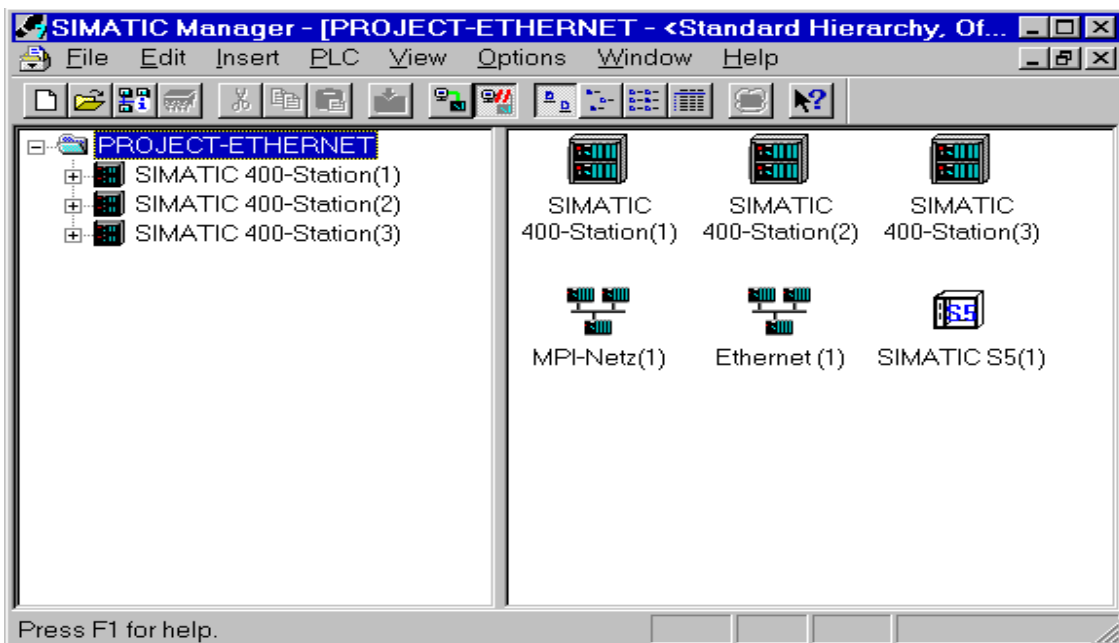 SIMATIC Manager - [PROJECT-ETHERNET - <Standard Hierarchy, Of...
File Edit Insert PLC View Options Window Help
PROJECT-ETHERNET
SIMATIC 400-Station(1)
SIMATIC 400-Station(2)
SIMATIC 400-Station(3)
SIMATIC 400-Station(1)
SIMATIC 400-Station(2)
SIMATIC 400-Station(3)
MPI-Netz(1)
Ethernet (1)
S5
SIMATIC S5(1)
Press F1 for help.